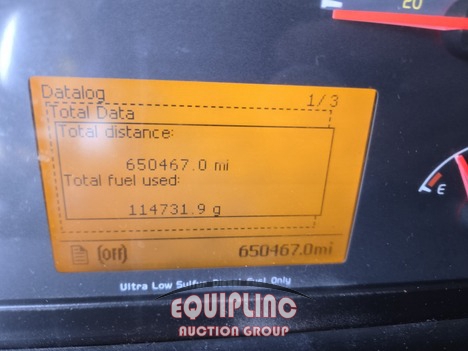 20
Datalog 1/3
Total Data
Total distance:
650467.0 mi
Total fuel used:
114731.9 g
(off) 650467.0mi
E
Ultra Low Sulfur Diesel Fuel Only
EQUIPLINC
AUCTION GROUP